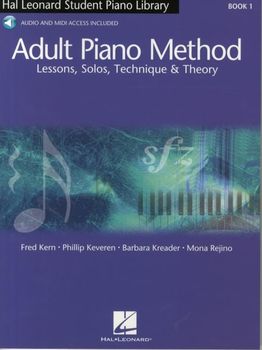 Hal Leonard Student Piano Library
BOOK 1
AUDIO AND MIDI ACCESS INCLUDED
Adult Piano Method
Lessons, Solos, Technique & Theory
sfz
Fred Kern • Phillip Keveren • Barbara Kreader • Mona Rejino
HAL•LEONARD®